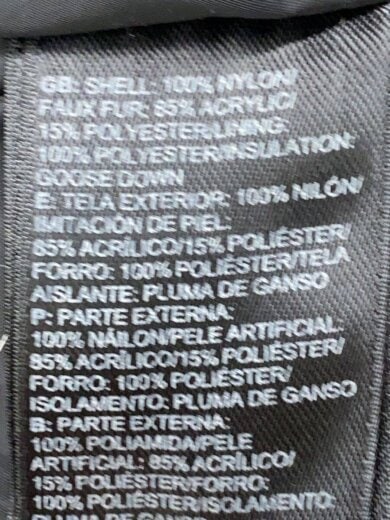 GB: SHELL: 100% NYLON/
FAUX FUR: 85% ACRYLIC/
15% POLYESTER/LINING:
100% POLYESTER/INSULATION:
GOOSE DOWN
E: TELA EXTERIOR: 100% NILÓN/
IMITACIÓN DE PIEL:
85% ACRÍLICO/15% POLIÉSTER/
FORRO: 100% POLIÉSTER/TELA
AISLANTE: PLUMA DE GANSO
P: PARTE EXTERNA:
100% NÁILON/PELE ARTIFICIAL:
85% ACRÍLICO/15% POLIÉSTER/
FORRO: 100% POLIÉSTER/
ISOLAMENTO: PLUMA DE GANSO
B: PARTE EXTERNA:
100% POLIAMIDA/PELE
ARTIFICIAL: 85% ACRÍLICO/
15% POLIÉSTER/FORRO:
100% POLIÉSTER/ISOLAMENTO:
PLUMA DE GANSO